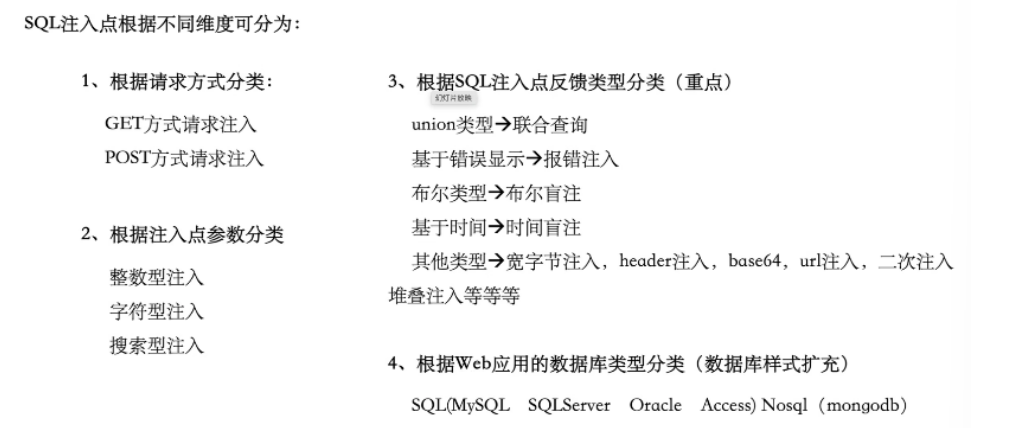 SQL注入点根据不同维度可分为：
1、根据请求方式分类：
GET方式请求注入
POST方式请求注入
2、根据注入点参数分类
整数型注入
字符型注入
搜索型注入
3、根据SQL注入点反馈类型分类（重点）
幻灯片放映
union类型→联合查询
基于错误显示→报错注入
布尔类型→布尔盲注
基于时间→时间盲注
其他类型→宽字节注入，header注入，base64，url注入，二次注入
堆叠注入等等等
4、根据Web应用的数据库类型分类（数据库样式扩充）
SQL(MySQL SQLServer Oracle Access) Nosql（mongodb）